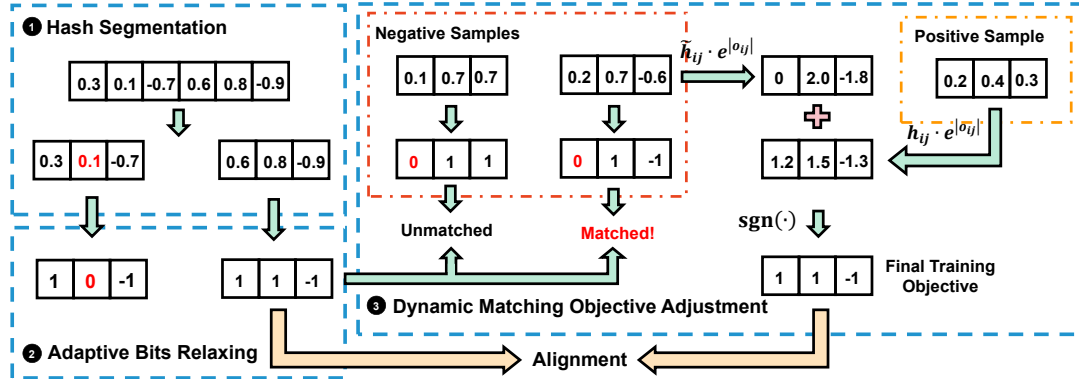 ❶ Hash Segmentation
0.3 0.1 -0.7 0.6 0.8 -0.9
0.3 0.1 -0.7
0.6 0.8 -0.9
1 0 -1
1 1 -1
❷ Adaptive Bits Relaxing
Negative Samples
0.1 0.7 0.7
0.2 0.7 -0.6
0 1 1
0 1 -1
Unmatched
Matched!
h̃ᵢⱼ · e^|oᵢⱼ|
0 2.0 -1.8
1.2 1.5 -1.3
Positive Sample
0.2 0.4 0.3
hᵢⱼ · e^|oᵢⱼ|
sgn(·)
1 1 -1
Final Training
Objective
❸ Dynamic Matching Objective Adjustment
Alignment